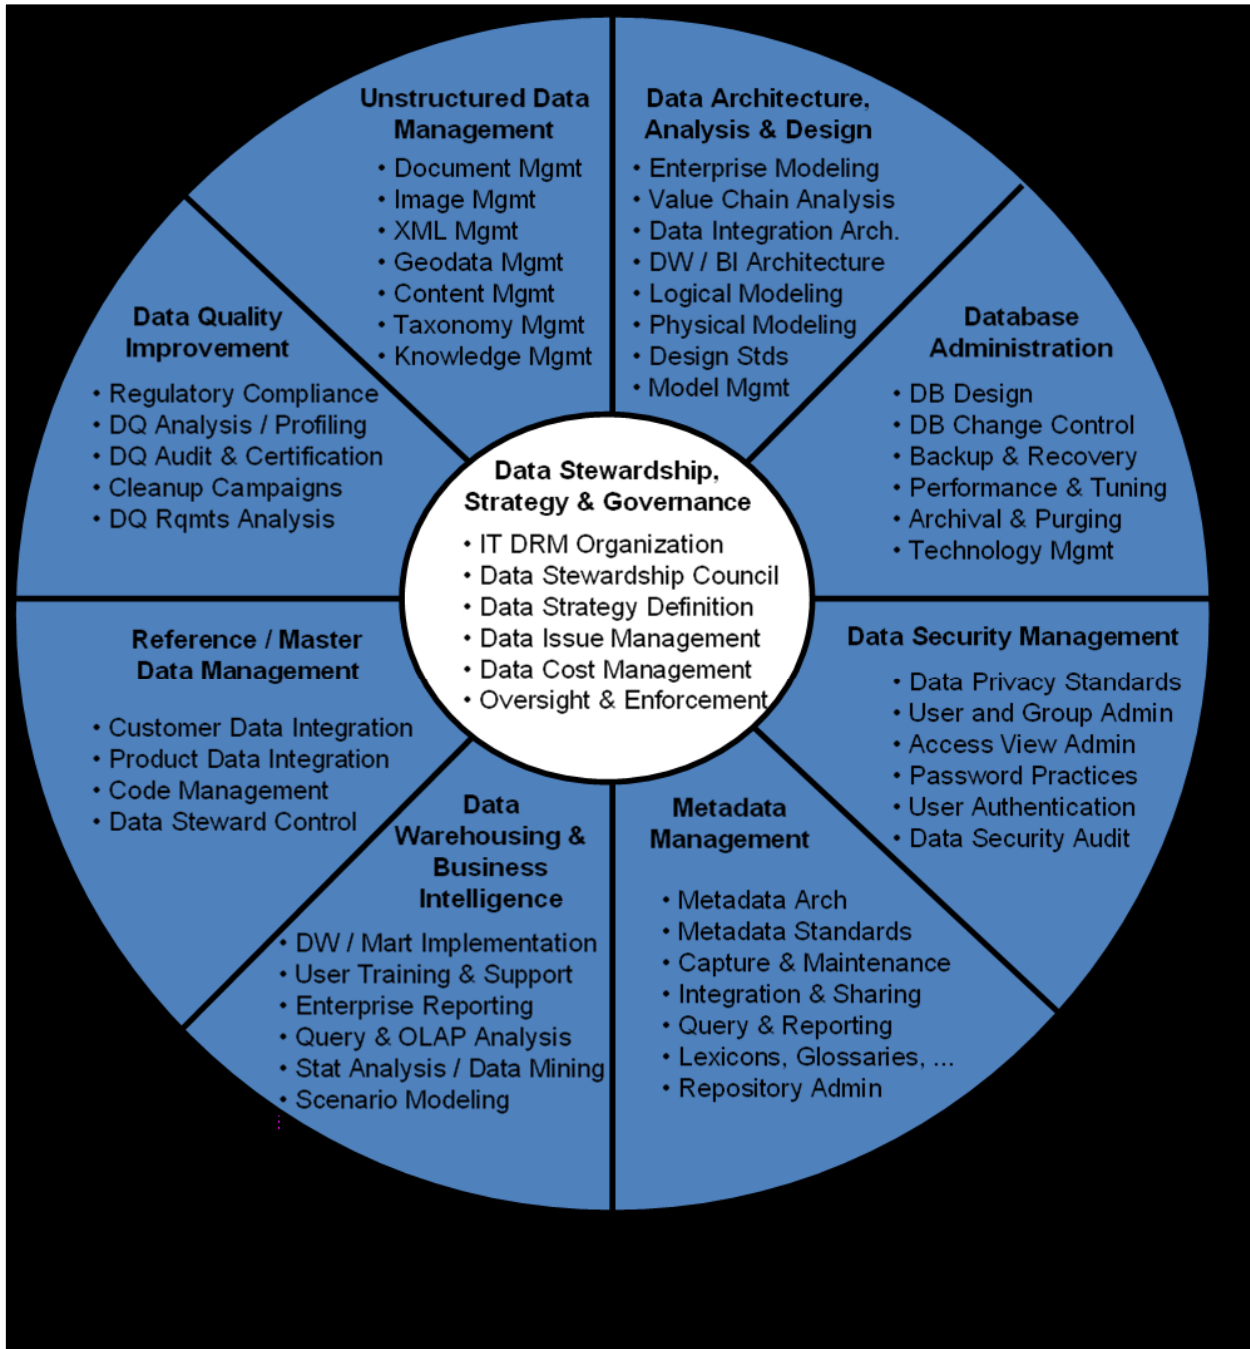 Unstructured Data
Management
• Document Mgmt
• Image Mgmt
• XML Mgmt
• Geodata Mgmt
• Content Mgmt
• Taxonomy Mgmt
• Knowledge Mgmt
Data Architecture,
Analysis & Design
• Enterprise Modeling
• Value Chain Analysis
• Data Integration Arch.
• DW / BI Architecture
• Logical Modeling
• Physical Modeling
• Design Stds
• Model Mgmt
Database
Administration
• DB Design
• DB Change Control
• Backup & Recovery
• Performance & Tuning
• Archival & Purging
• Technology Mgmt
Data Security Management
• Data Privacy Standards
• User and Group Admin
• Access View Admin
• Password Practices
• User Authentication
• Data Security Audit
Metadata
Management
• Metadata Arch
• Metadata Standards
• Capture & Maintenance
• Integration & Sharing
• Query & Reporting
• Lexicons, Glossaries, ...
• Repository Admin
Data
Warehousing &
Business
Intelligence
• DW / Mart Implementation
• User Training & Support
• Enterprise Reporting
• Query & OLAP Analysis
• Stat Analysis / Data Mining
• Scenario Modeling
Reference / Master
Data Management
• Customer Data Integration
• Product Data Integration
• Code Management
• Data Steward Control
Data Quality
Improvement
• Regulatory Compliance
• DQ Analysis / Profiling
• DQ Audit & Certification
• Cleanup Campaigns
• DQ Rqmts Analysis
Data Stewardship,
Strategy & Governance
• IT DRM Organization
• Data Stewardship Council
• Data Strategy Definition
• Data Issue Management
• Data Cost Management
• Oversight & Enforcement